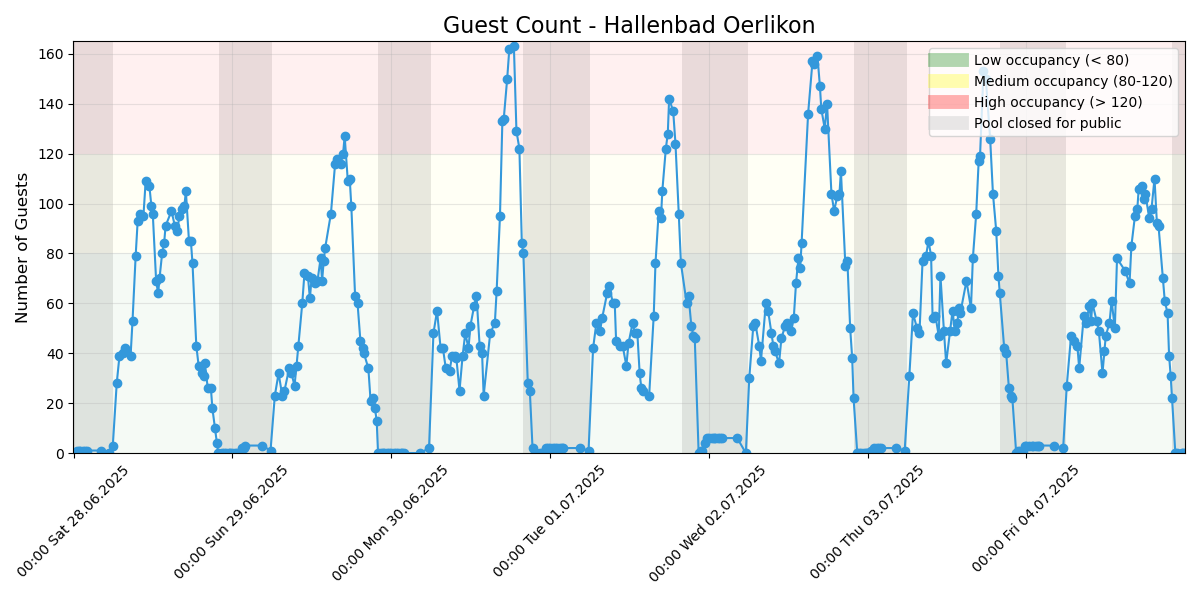 Guest Count - Hallenbad Oerlikon
Number of Guests
160
140
120
100
80
60
40
20
0
Low occupancy (< 80)
Medium occupancy (80-120)
High occupancy (> 120)
Pool closed for public
00:00 Sat 28.06.2025
00:00 Sun 29.06.2025
00:00 Mon 30.06.2025
00:00 Tue 01.07.2025
00:00 Wed 02.07.2025
00:00 Thu 03.07.2025
00:00 Fri 04.07.2025